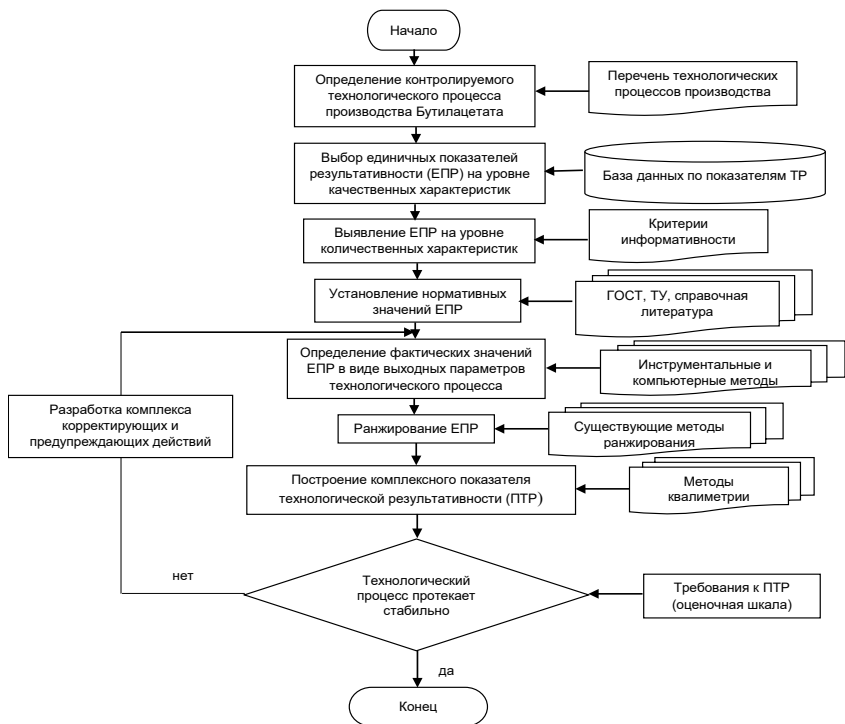 Начало
Определение контролируемого
технологического процесса
производства Бутилацетата
Перечень технологических
процессов производства
Выбор единичных показателей
результативности (ЕПР) на уровне
качественных характеристик
База данных по показателям ТР
Выявление ЕПР на уровне
количественных характеристик
Критерии
информативности
Установление нормативных
значений ЕПР
ГОСТ, ТУ, справочная
литература
Определение фактических значений
ЕПР в виде выходных параметров
технологического процесса
Инструментальные и
компьютерные методы
Разработка комплекса
корректирующих и
предупреждающих действий
Ранжирование ЕПР
Существующие методы
ранжирования
Построение комплексного показателя
технологической результативности (ПТР)
Методы
квалиметрии
нет
Технологический
процесс протекает
стабильно
Требования к ПТР
(оценочная шкала)
да
Конец